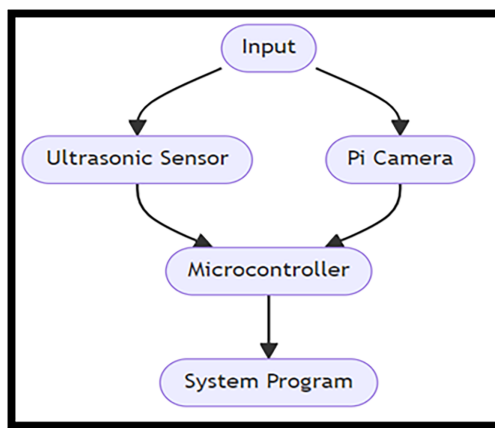 Input
Ultrasonic Sensor
Pi Camera
Microcontroller
System Program